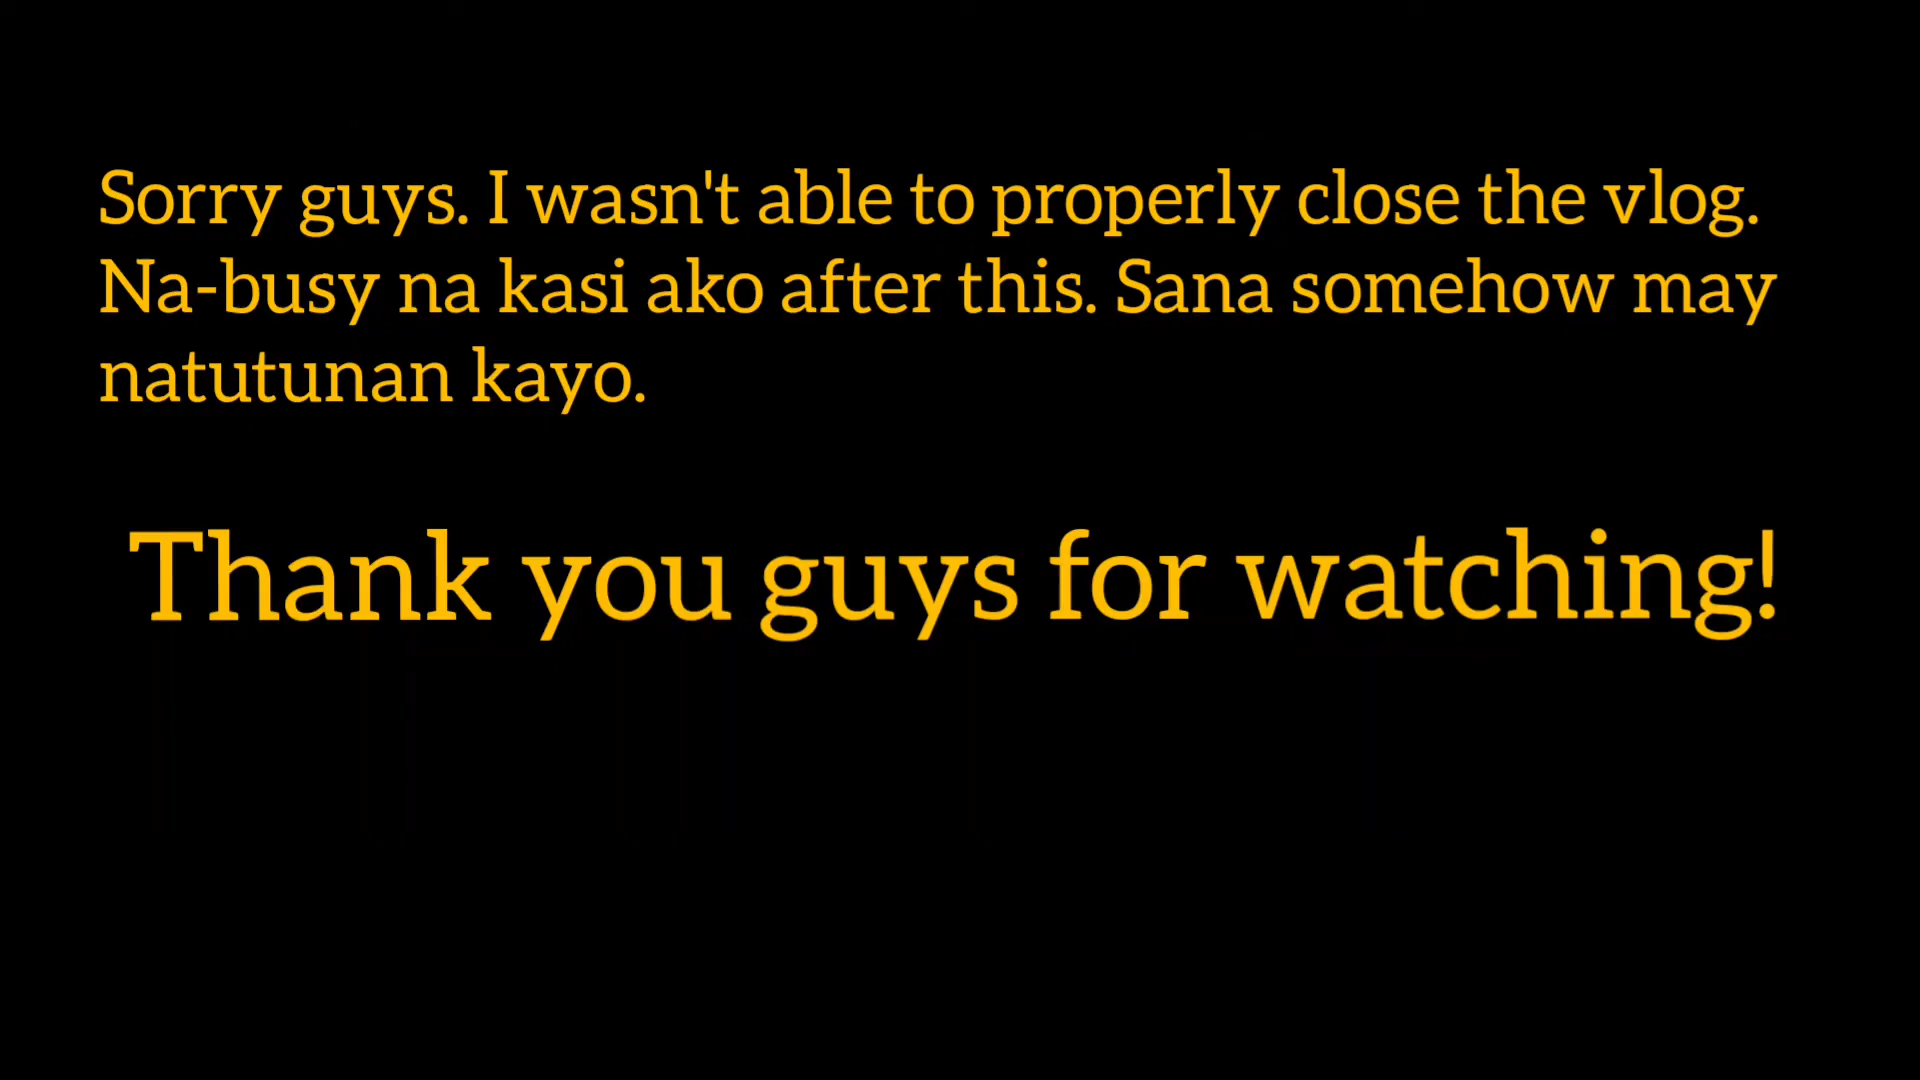 Sorry guys. I wasn't able to properly close the vlog.
Na-busy na kasi ako after this. Sana somehow may
natutunan kayo.
Thank you guys for watching!